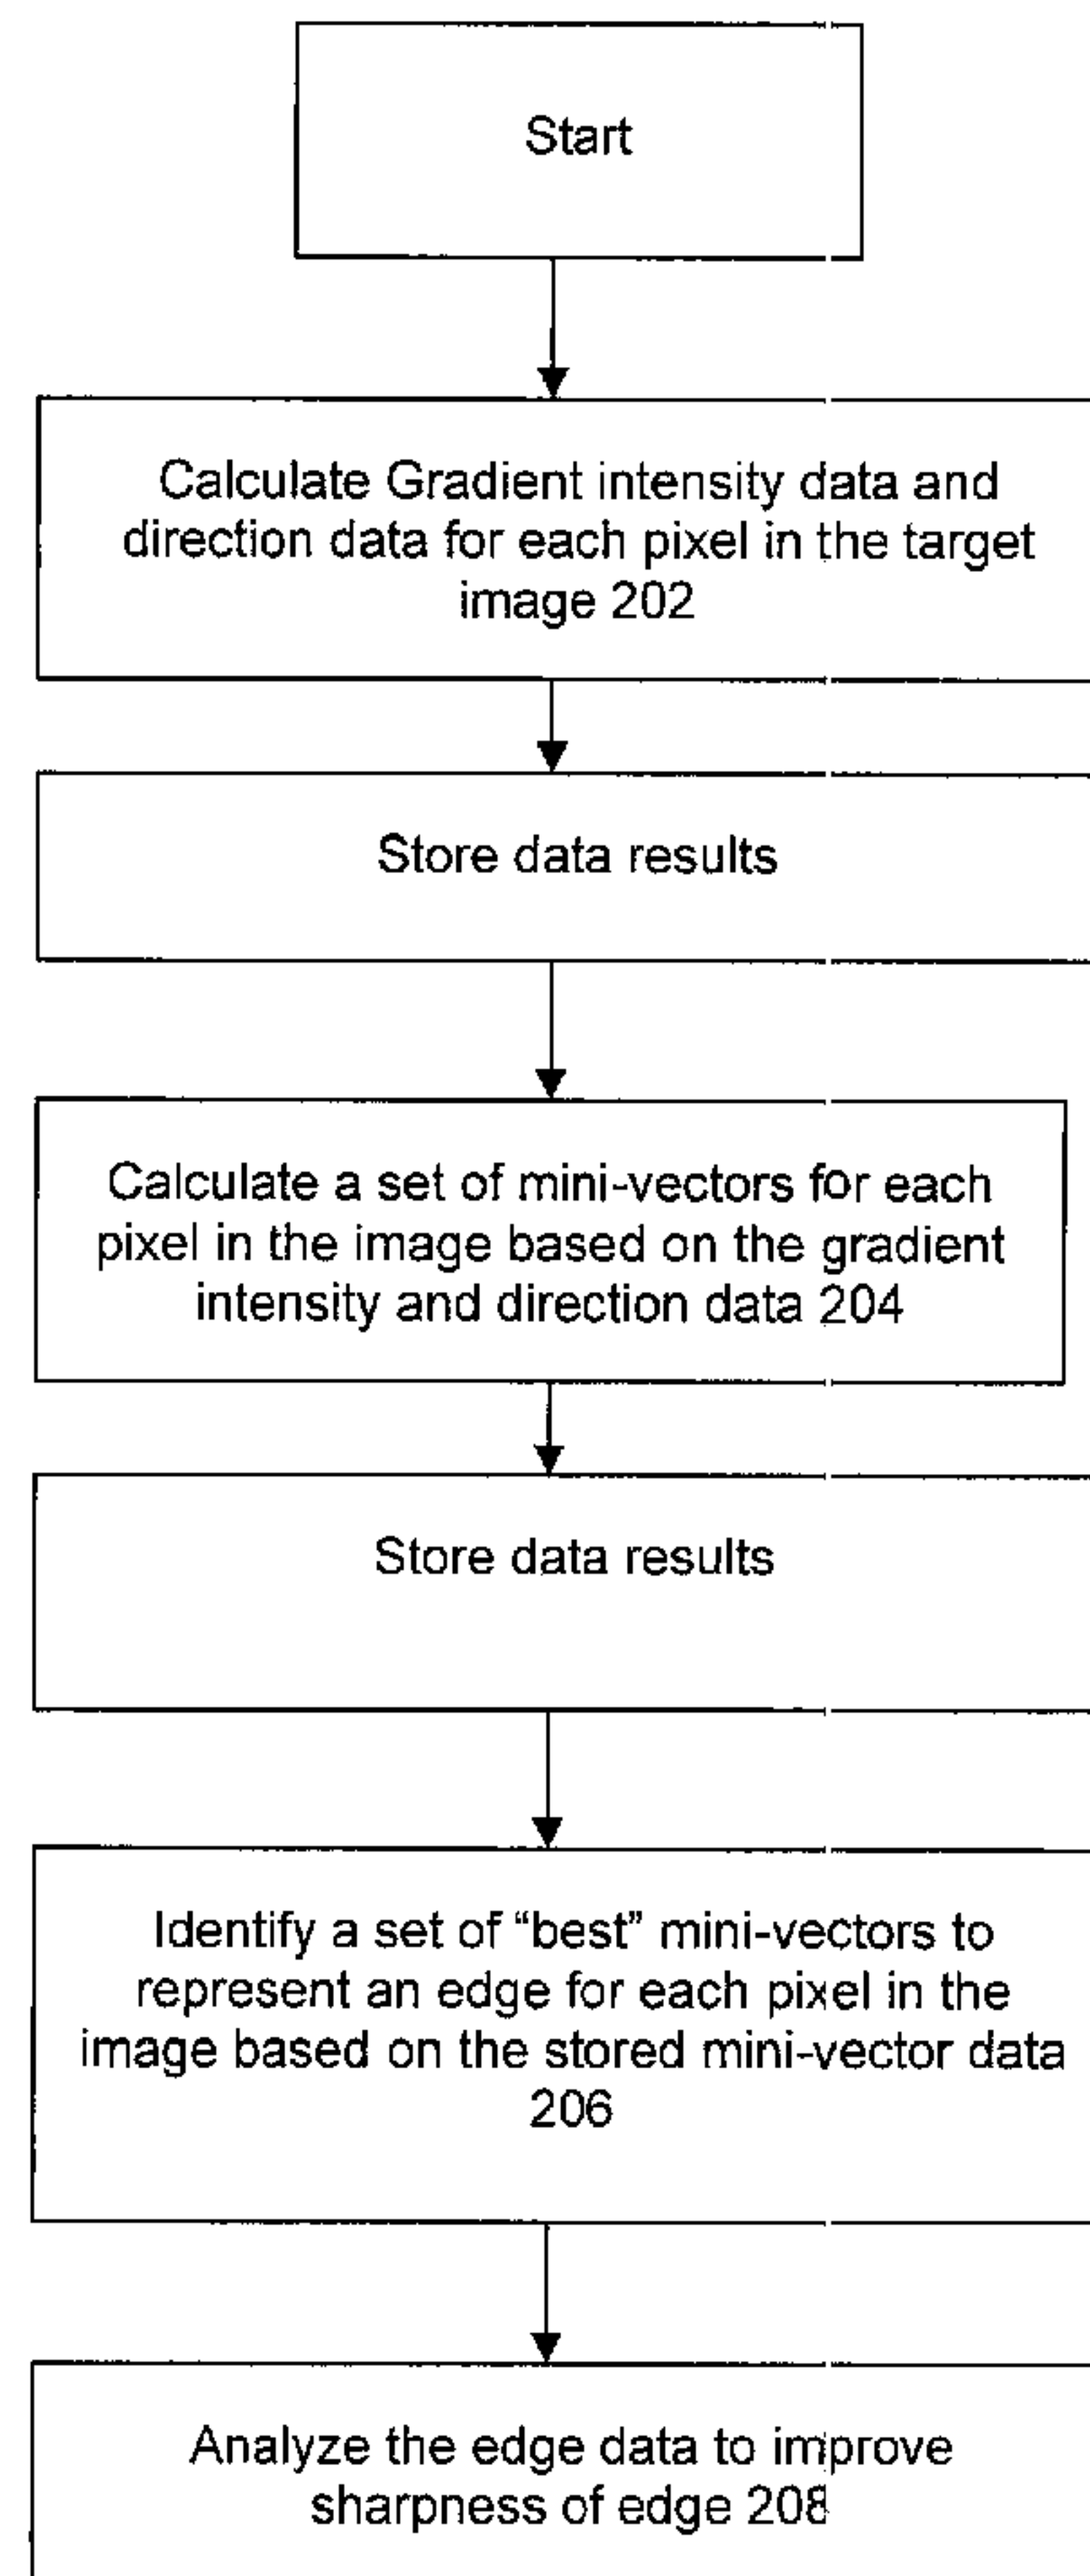 Start
Calculate Gradient intensity data and
direction data for each pixel in the target
image 202
Store data results
Calculate a set of mini-vectors for each
pixel in the image based on the gradient
intensity and direction data 204
Store data results
Identify a set of “best” mini-vectors to
represent an edge for each pixel in the
image based on the stored mini-vector data
206
Analyze the edge data to improve
sharpness of edge 208